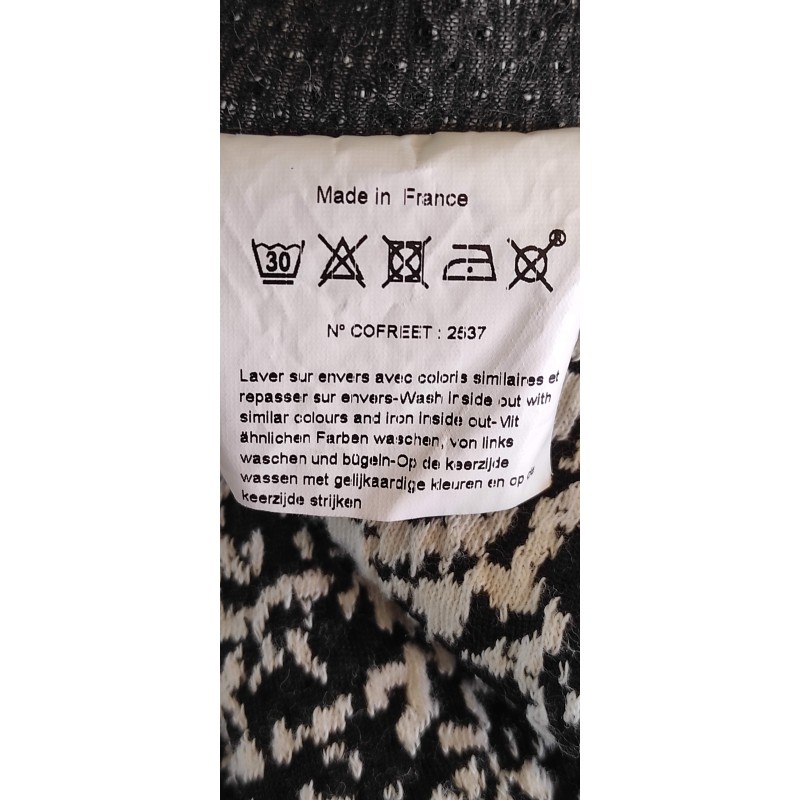 Made in France
30
®
N° COFREET : 2537
Laver sur envers avec coloris similaires et
repasser sur envers-Wash inside out with
similar colours and iron inside out-Mit
ähnlichen Farben waschen, von links
waschen und bügeln-Op de keerzijde
wassen met gelijkaardige kleuren en op de
keerzijde strijken